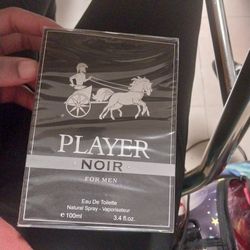 PLAYER
NOIR
FOR MEN
Eau De Toilette
Natural Spray - Vaporisateur
℮ 100ml 3.4 fl.oz.